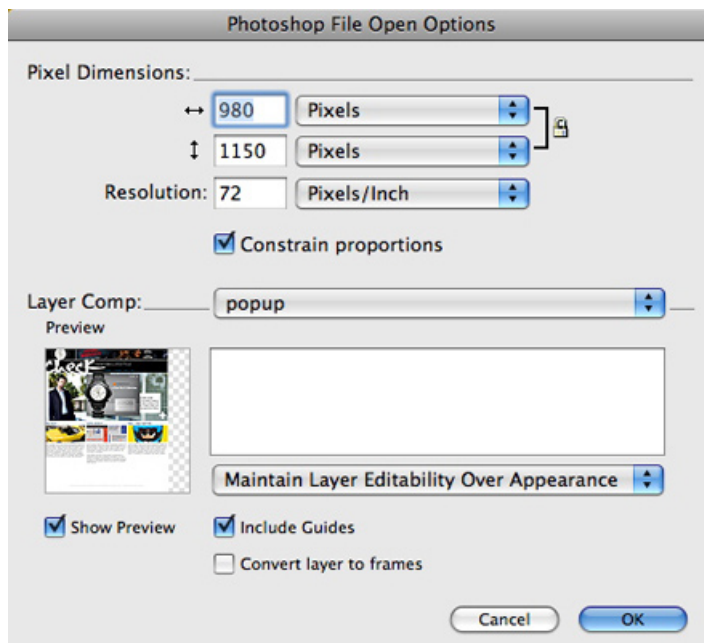 Photoshop File Open Options
Pixel Dimensions:
980 Pixels
1150 Pixels
Resolution: 72 Pixels/Inch
Constrain proportions
Layer Comp: popup
Preview
check
Maintain Layer Editability Over Appearance
Show Preview Include Guides
Convert layer to frames
Cancel OK